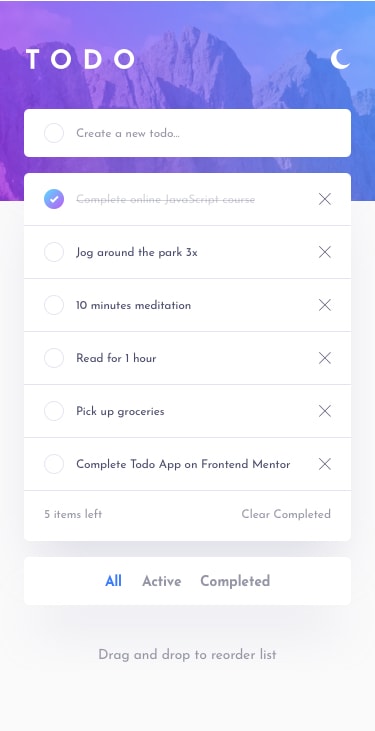 TODO
Create a new todo...
Complete online JavaScript course
Jog around the park 3x
10 minutes meditation
Read for 1 hour
Pick up groceries
Complete Todo App on Frontend Mentor
5 items left Clear Completed
All Active Completed
Drag and drop to reorder list